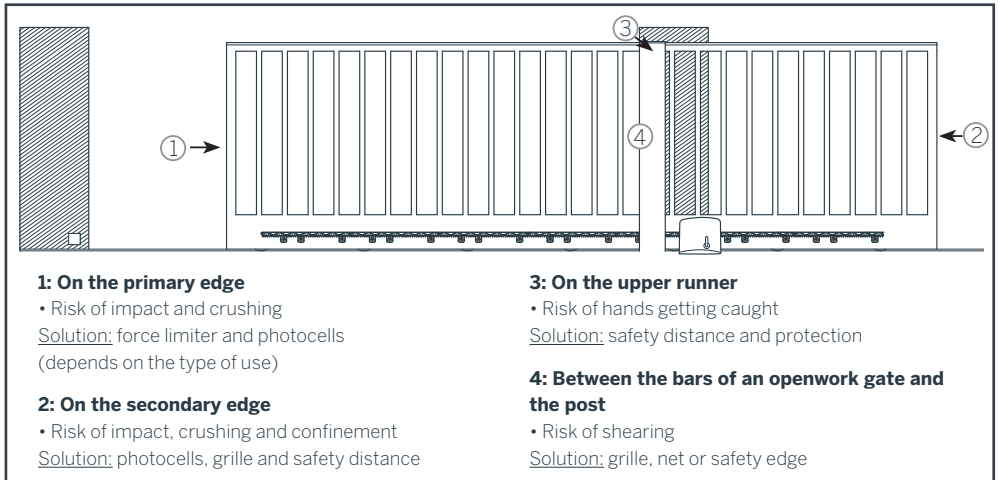 3
4
1
2
1: On the primary edge
• Risk of impact and crushing
Solution: force limiter and photocells
(depends on the type of use)
2: On the secondary edge
• Risk of impact, crushing and confinement
Solution: photocells, grille and safety distance
3: On the upper runner
• Risk of hands getting caught
Solution: safety distance and protection
4: Between the bars of an openwork gate and
the post
• Risk of shearing
Solution: grille, net or safety edge